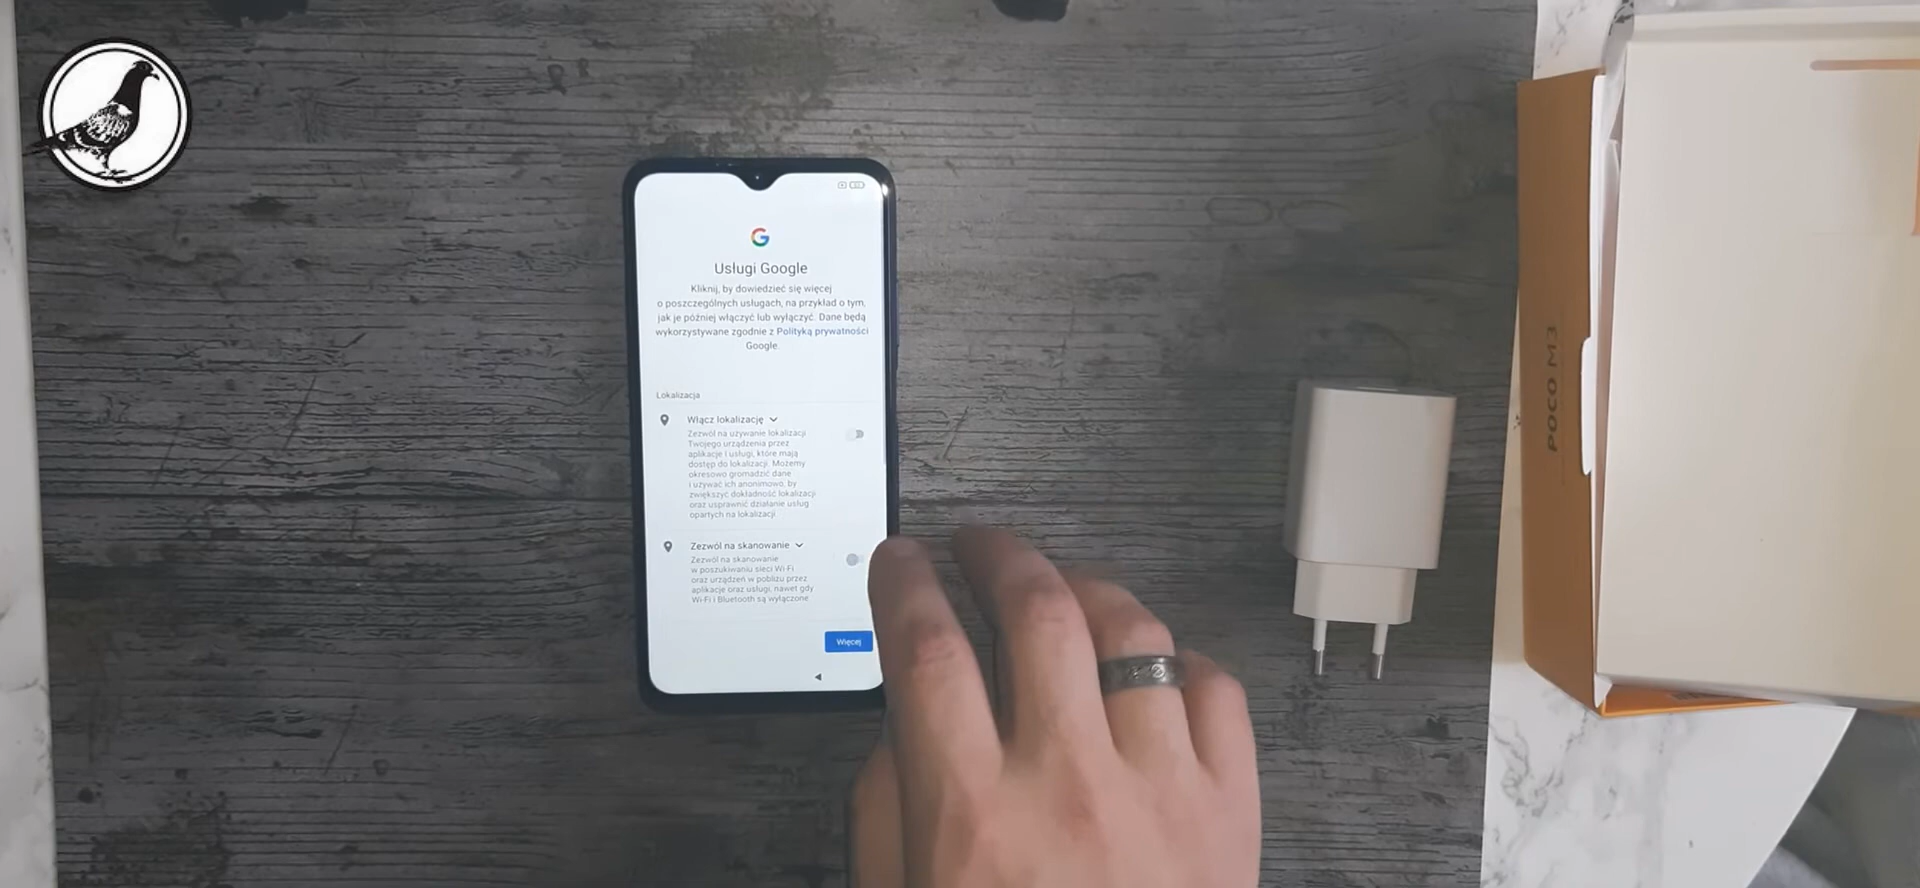 Usługi Google
Kliknij, by dowiedzieć się więcej
o poszczególnych usługach, na przykład o tym,
jak je później włączyć lub wyłączyć. Dane będą
wykorzystywane zgodnie z Polityką prywatności
Google.
Lokalizacja
Włącz lokalizację
Zezwól na używanie lokalizacji
Twojego urządzenia przez
aplikacje i usługi, które mają
dostęp do lokalizacji. Możemy
okresowo gromadzić dane
i używać ich anonimowo, by
zwiększyć dokładność lokalizacji
oraz usprawnić działanie usług
opartych na lokalizacji.
Zezwól na skanowanie
Zezwól na skanowanie
w poszukiwaniu sieci Wi-Fi
oraz urządzeń w pobliżu przez
aplikacje oraz usługi, nawet gdy
Wi-Fi i Bluetooth są wyłączone.
Więcej
POCO M3